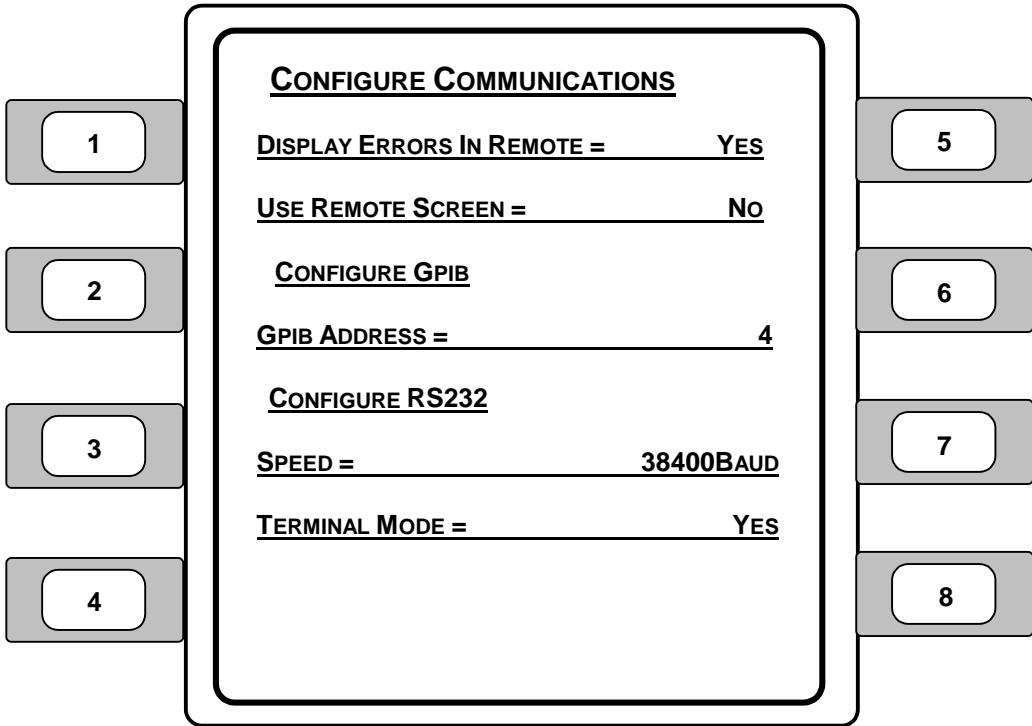 CONFIGURE COMMUNICATIONS
1
DISPLAY ERRORS IN REMOTE = YES
5
USE REMOTE SCREEN = NO
2
CONFIGURE GPIB
6
GPIB ADDRESS = 4
CONFIGURE RS232
3
SPEED = 38400BAUD
7
TERMINAL MODE = YES
4
8